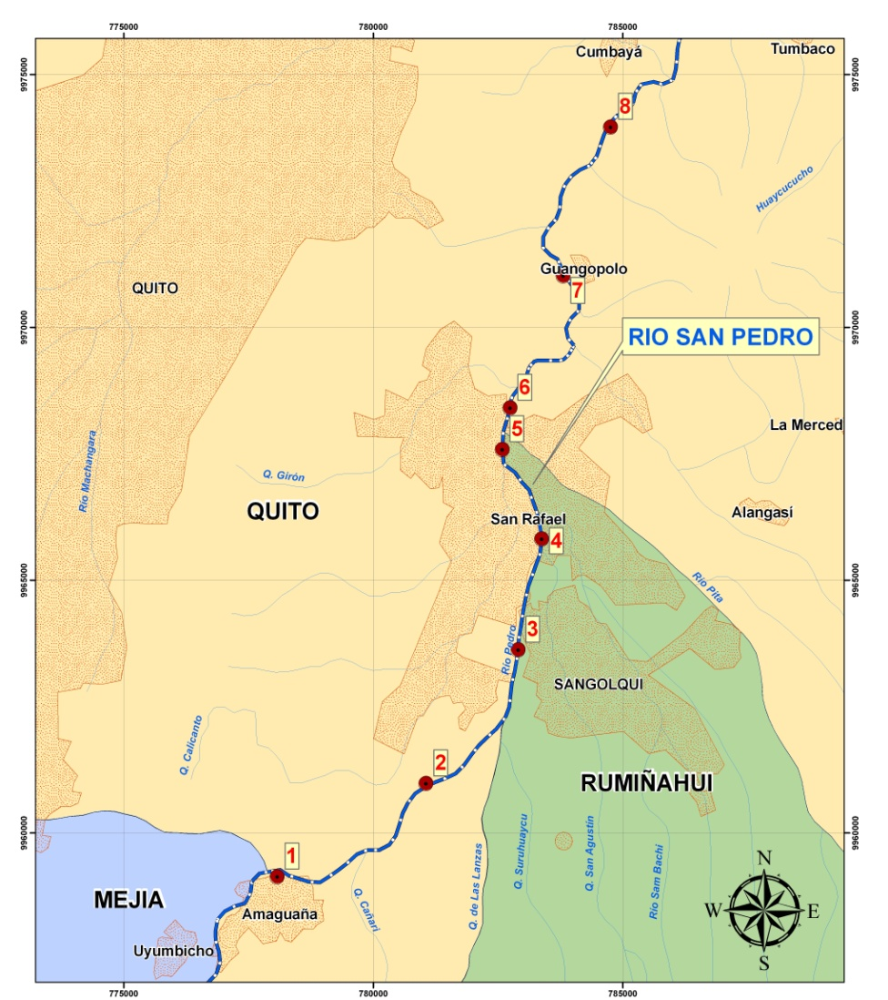 775000
780000
785000
9975000
9975000
Cumbayá
Tumbaco
8
Huaycucucho
Guangopolo
QUITO
7
9970000
9970000
RIO SAN PEDRO
6
5
La Merced
Río Machangara
Q. Girón
QUITO
San Rafael
Alangasí
4
9965000
9965000
Río Pita
3
Río Pedro
SANGOLQUI
Q. Calicanto
2
RUMIÑAHUI
9960000
9960000
1
Q. Suruhuaycu
Q. San Agustín
Río Sam Bachi
Q. de Las Lanzas
N
W
E
S
MEJIA
Amaguaña
Q. Cañari
Uyumbicho
775000
780000
785000